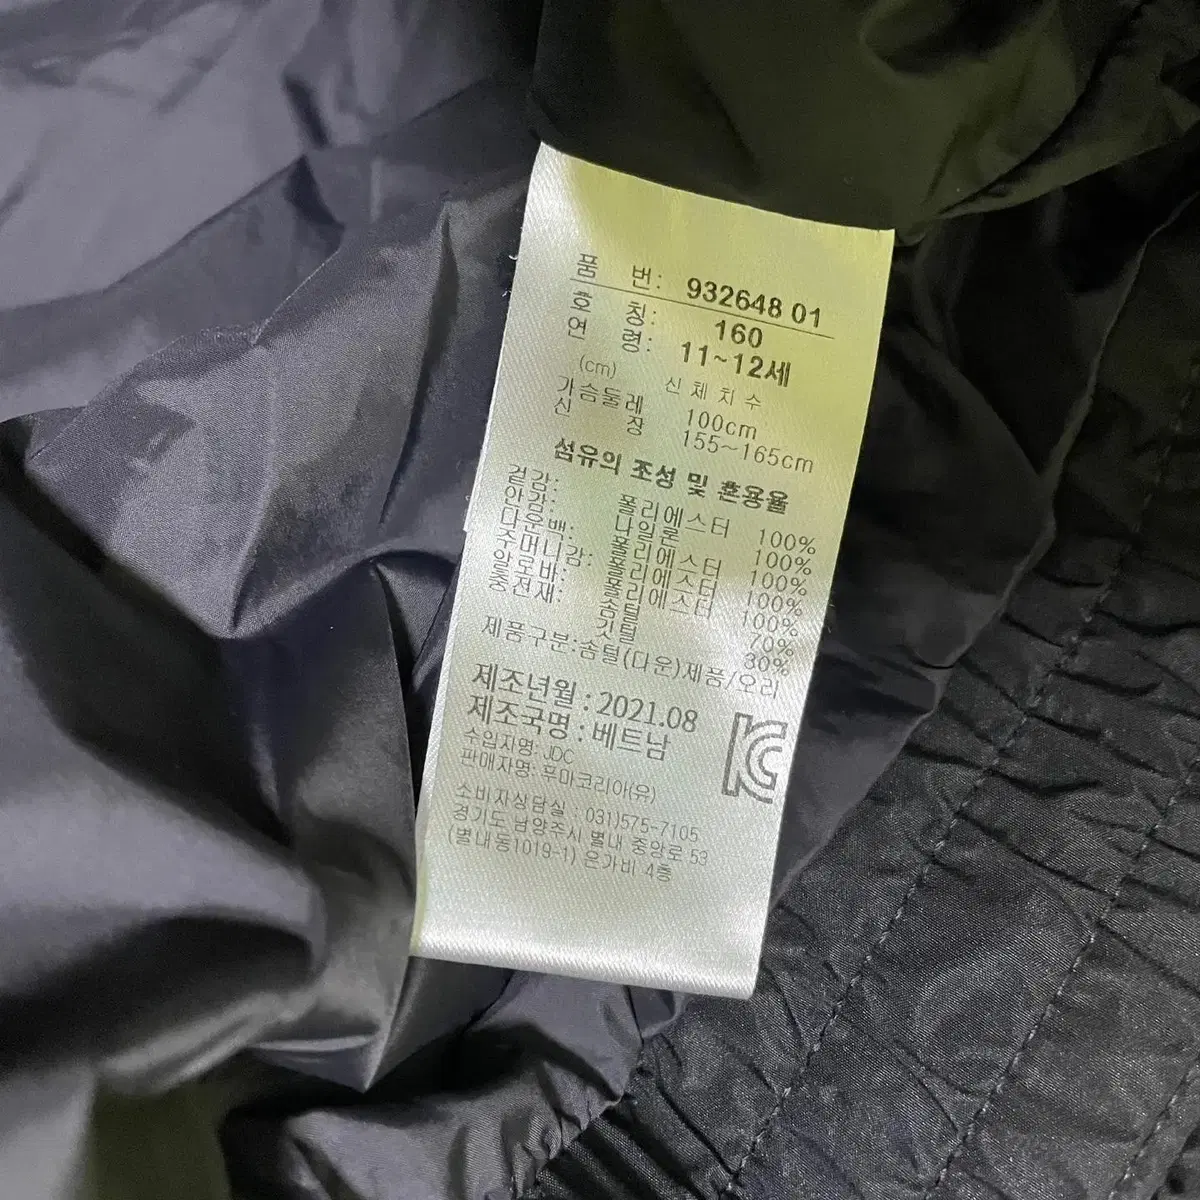 품 번: 932648 01
호 칭: 160
연 령: 11~12세
(cm) 신체치수
가슴둘레 100cm
신 장 155~165cm
섬유의 조성 및 혼용율
겉감: 폴리에스터 100%
안감: 나일론 100%
다운백: 폴리에스터 100%
주머니감: 폴리에스터 100%
알로바: 폴리에스터 100%
충전재: 솜털 70%
깃털 30%
제품구분:솜털(다운)제품/오리
제조년월 : 2021.08
제조국명 : 베트남
수입자명: JDC
판매자명: 푸마코리아(유)
소비자상담실 : 031)575-7105
경기도 남양주시 별내 중앙로 53
(별내동1019-1) 온가비 4층
KC